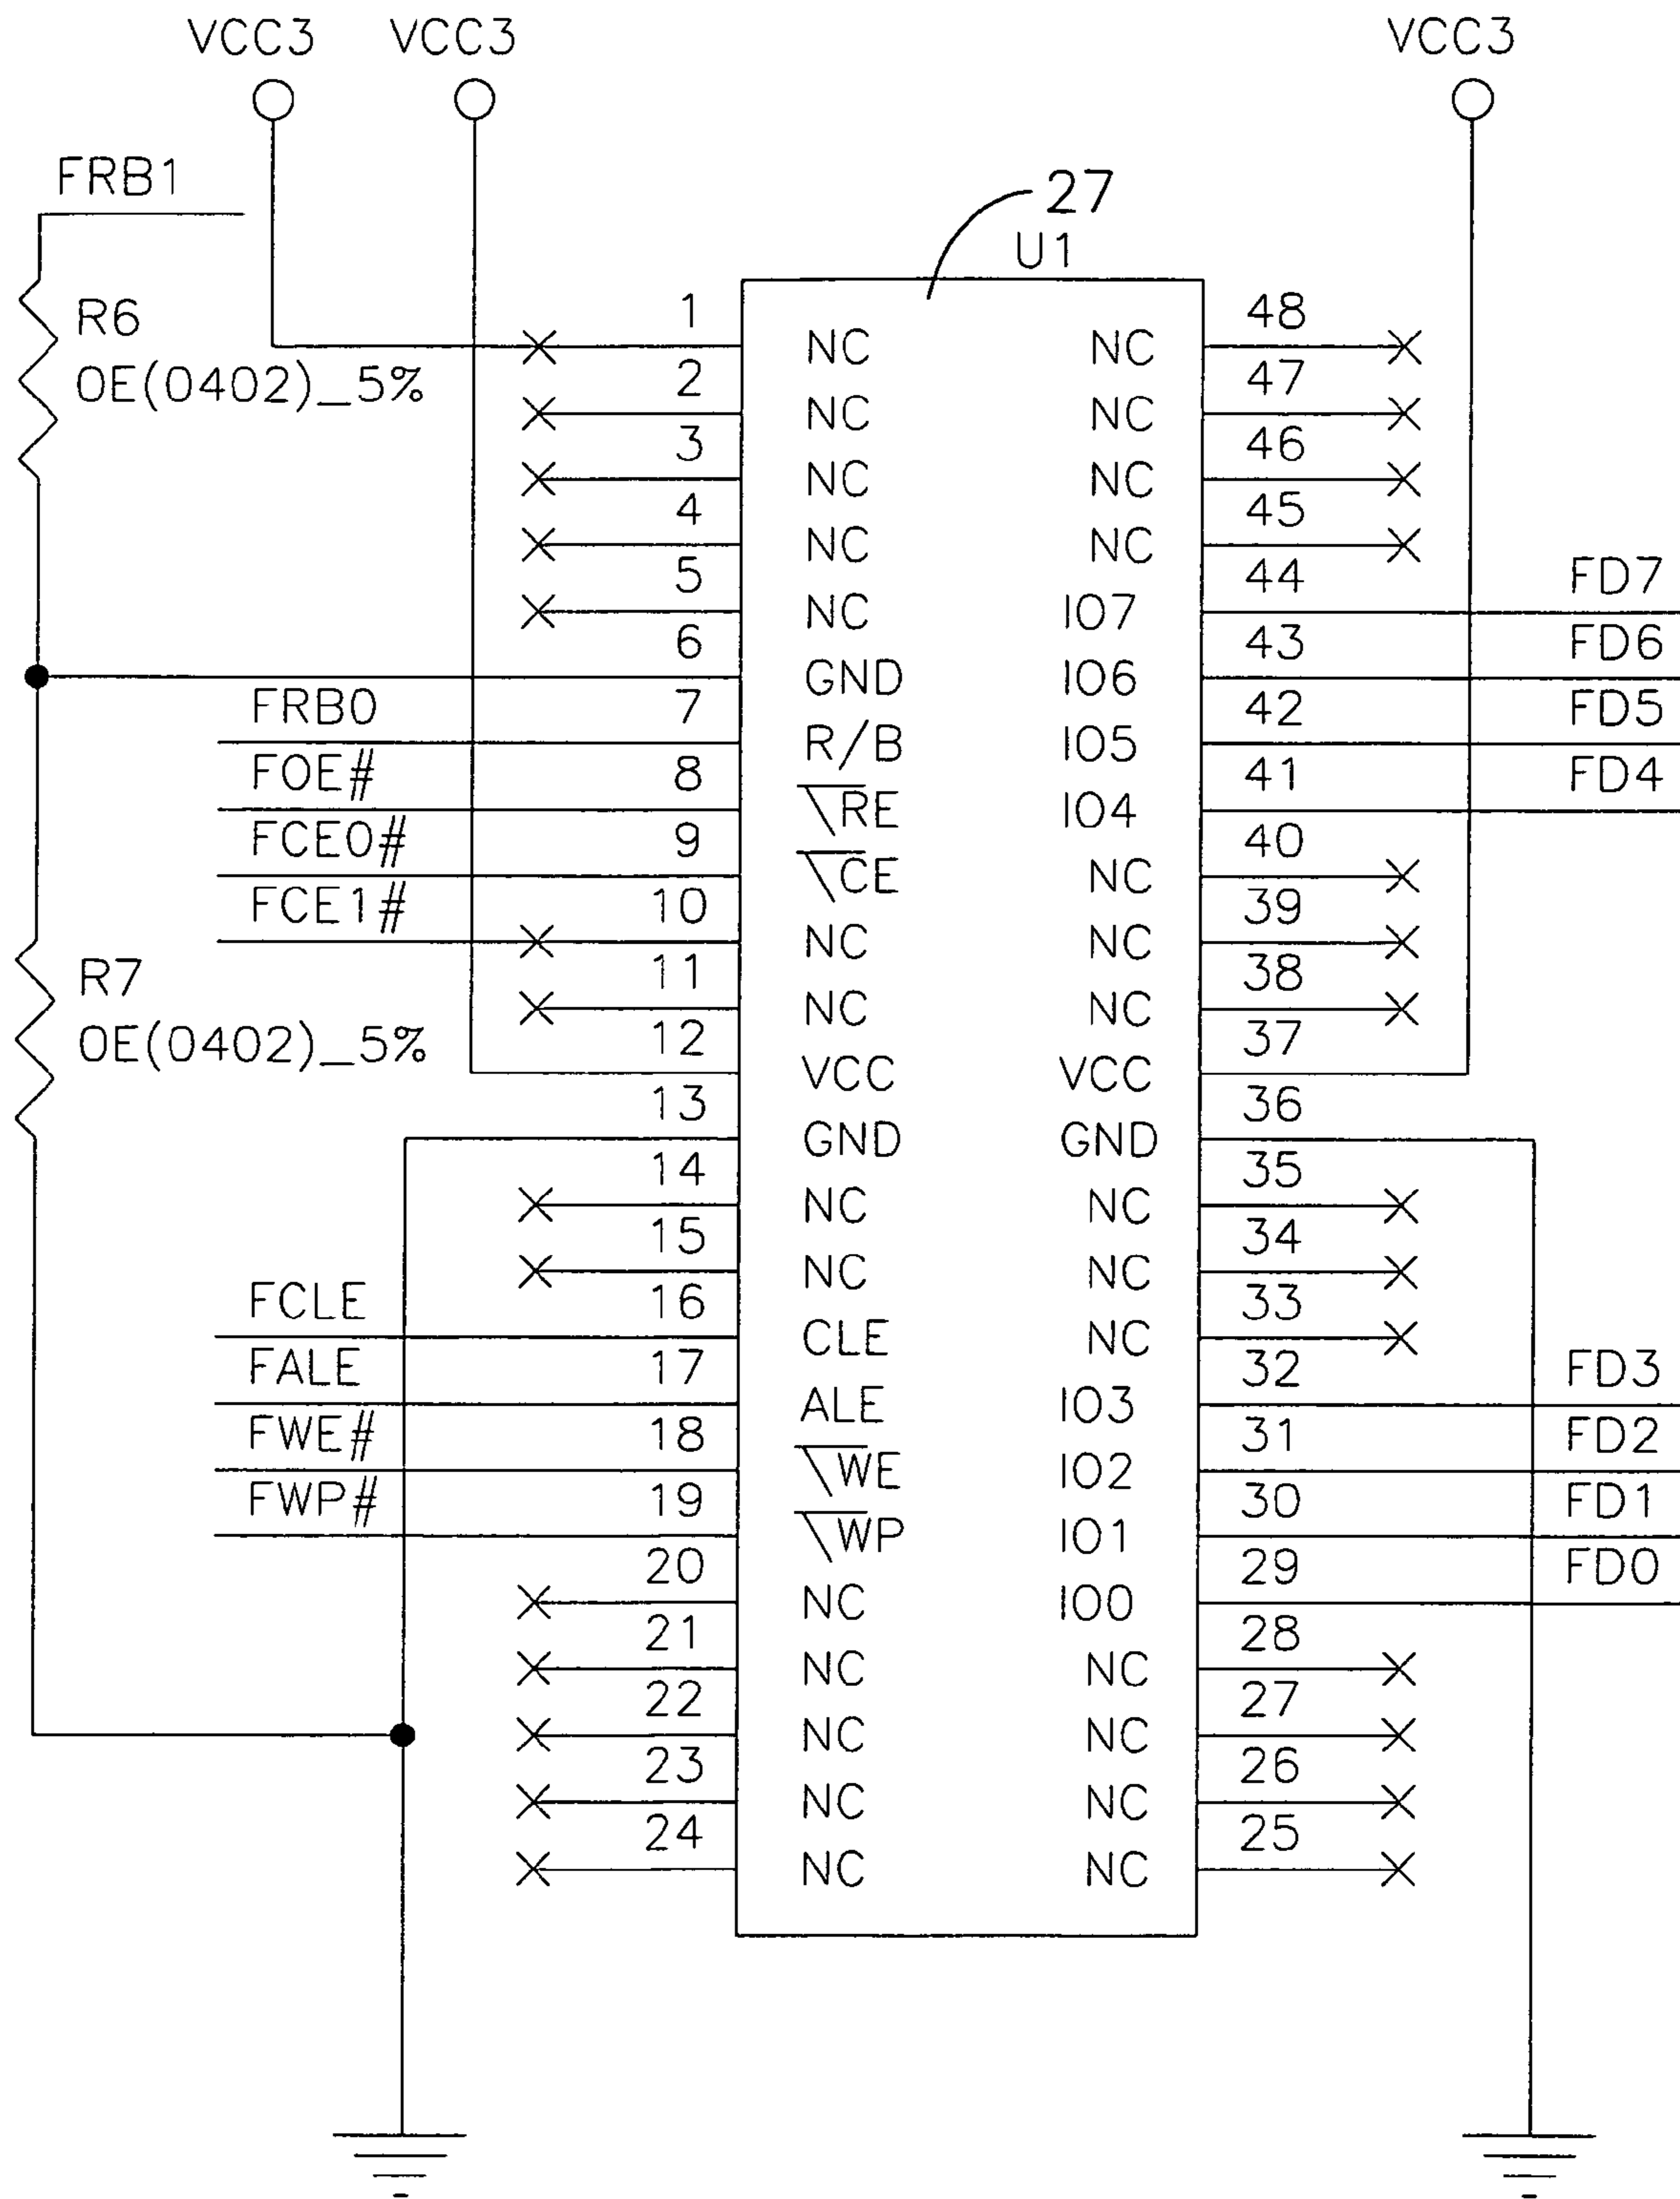 VCC3 VCC3 VCC3
FRB1
27
U1
R6
0E(0402)_5%
1 NC NC 48
2 NC NC 47
3 NC NC 46
4 NC NC 45
5 NC IO7 44 FD7
6 GND IO6 43 FD6
FRB0 7 R/B IO5 42 FD5
FOE# 8 \RE IO4 41 FD4
FCE0# 9 \CE NC 40
FCE1# 10 NC NC 39
R7
0E(0402)_5%
11 NC NC 38
12 VCC VCC 37
13 GND GND 36
14 NC NC 35
15 NC NC 34
FCLE 16 CLE NC 33
FALE 17 ALE IO3 32 FD3
FWE# 18 \WE IO2 31 FD2
FWP# 19 \WP IO1 30 FD1
20 NC IO0 29 FD0
21 NC NC 28
22 NC NC 27
23 NC NC 26
24 NC NC 25